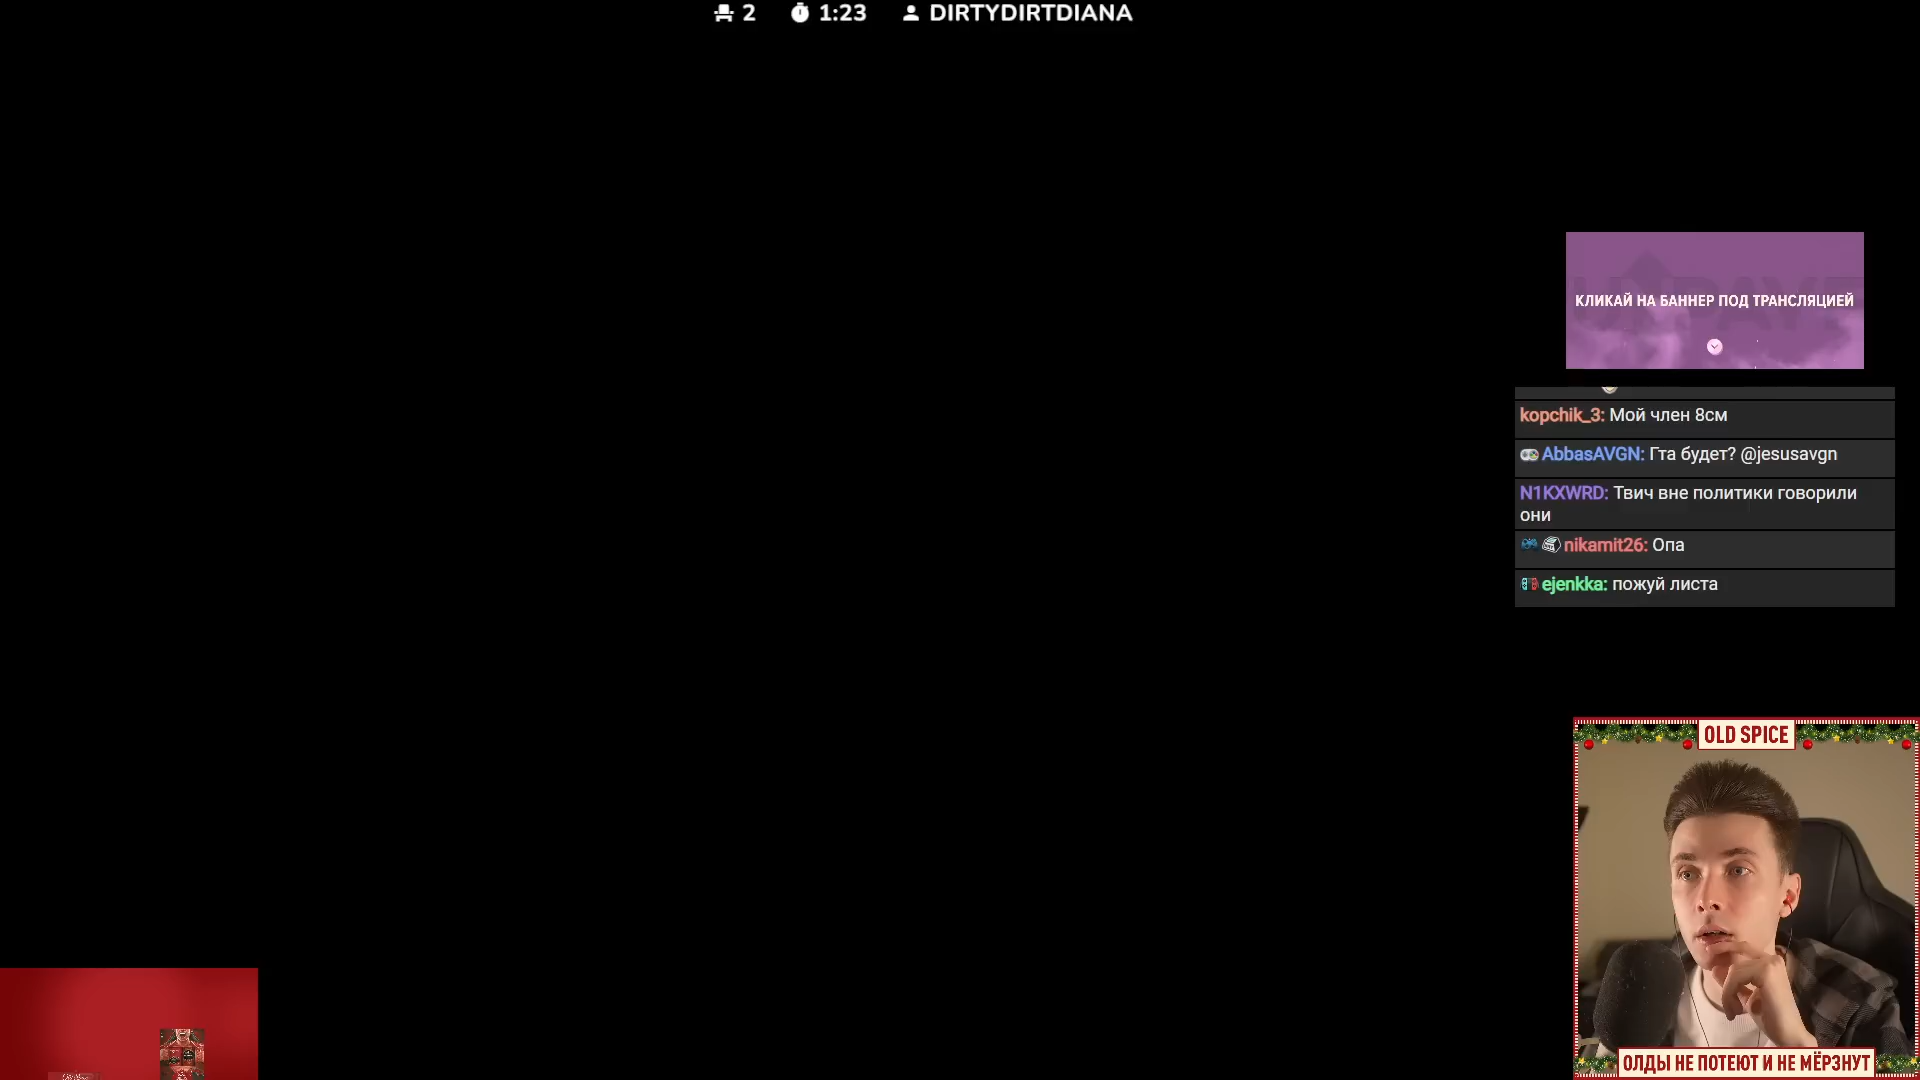 2 1:23 DIRTYDIRTDIANA
КЛИКАЙ НА БАННЕР ПОД ТРАНСЛЯЦИЕЙ
kopchik_3: Мой член 8см
AbbasAVGN: Гта будет? @jesusavgn
N1KXWRD: Твич вне политики говорили
они
nikamit26: Опа
ejenkka: пожуй листа
OLD SPICE
ОЛДЫ НЕ ПОТЕЮТ И НЕ МЁРЗНУТ